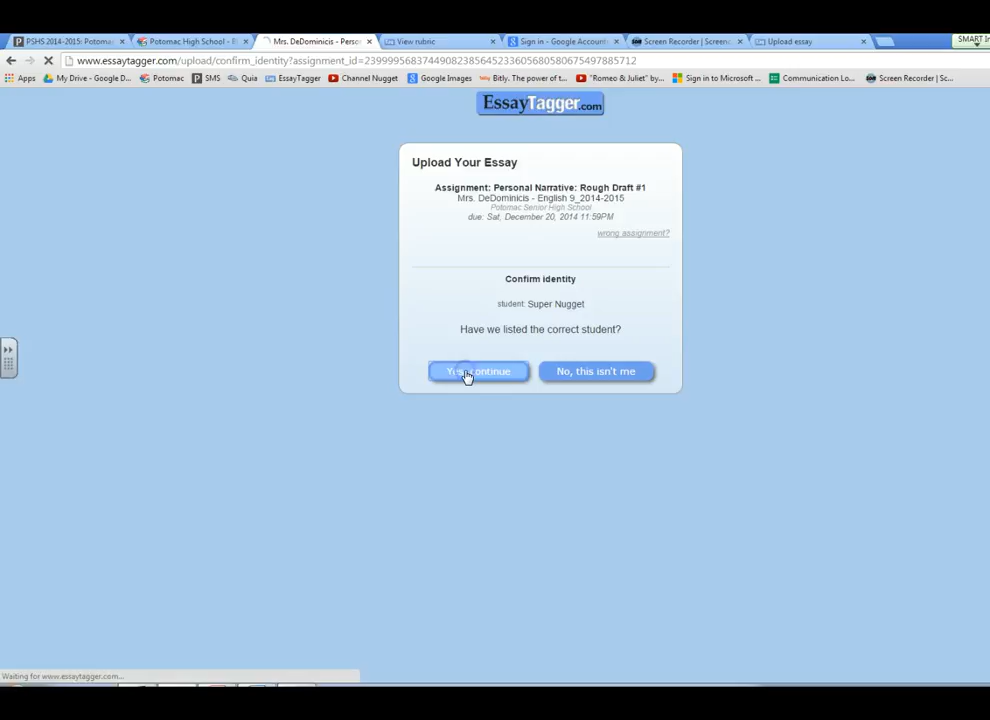 PSHS 2014-2015: Potoma
Potomac High School - B
Mrs. DeDominicis - Perso
View rubric
Sign in - Google Account
Screen Recorder | Screen
Upload essay
SMART
www.essaytagger.com/upload/confirm_identity?assignment_id=23999956837449082385645233605680580675497885712
Apps
My Drive - Google D...
Potomac
SMS
Quia
EssayTagger
Channel Nugget
Google Images
Bitly. The power of t...
"Romeo & Juliet" by...
Sign in to Microsoft ...
Communication Lo...
Screen Recorder | Sc...
EssayTagger.com
Upload Your Essay
Assignment: Personal Narrative: Rough Draft #1
Mrs. DeDominicis - English 9_2014-2015
Potomac Senior High School
due: Sat, December 20, 2014 11:59PM
wrong assignment?
Confirm identity
student: Super Nugget
Have we listed the correct student?
Yes, continue
No, this isn't me
Waiting for www.essaytagger.com...